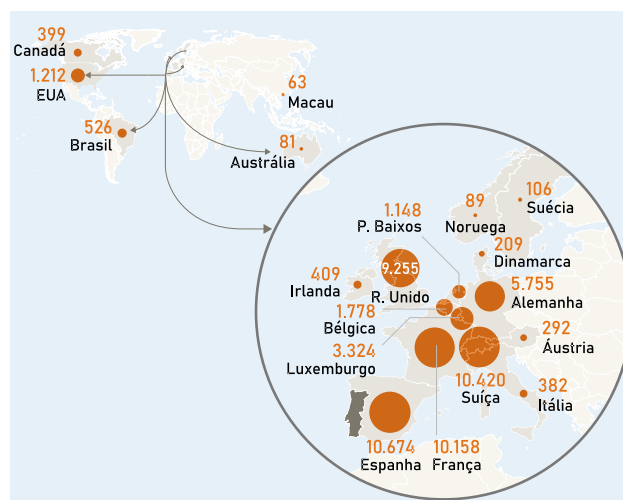 399
Canadá
1.212
EUA
526
Brasil
63
Macau
81
Austrália
106
Suécia
89
Noruega
1.148
P. Baixos
209
Dinamarca
9.255
R. Unido
409
Irlanda
5.755
Alemanha
1.778
Bélgica
292
Áustria
3.324
Luxemburgo
10.420
Suíça
382
Itália
10.674
Espanha
10.158
França